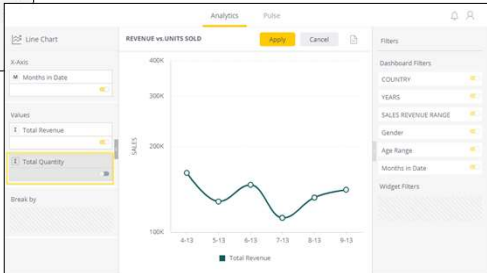 Analytics Pulse
Line Chart
X-Axis
M Months in Date
Values
Σ Total Revenue
Σ Total Quantity
Break by
REVENUE vs.UNITS SOLD
Apply Cancel
400K
300K
200K
100K
SALES
4-13 5-13 6-13 7-13 8-13 9-13
Total Revenue
Filters
Dashboard Filters
COUNTRY
YEARS
SALES REVENUE RANGE
Gender
Age Range
Months in Date
Widget Filters